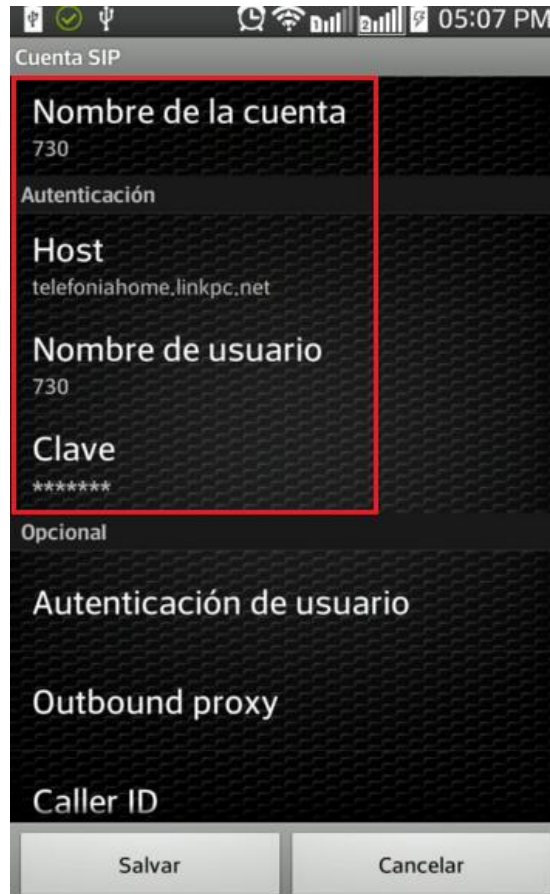 05:07 PM
Cuenta SIP
Nombre de la cuenta
730
Autenticación
Host
telefoniahome.linkpc.net
Nombre de usuario
730
Clave
*******
Opcional
Autenticación de usuario
Outbound proxy
Caller ID
Salvar Cancelar